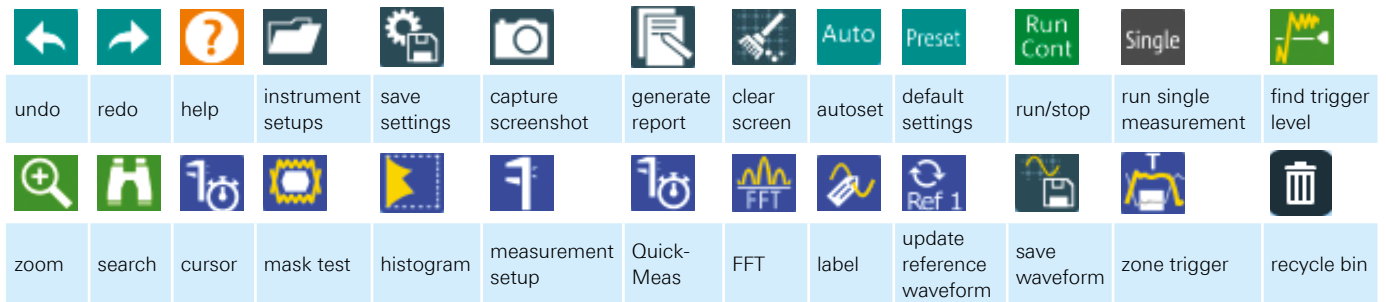 ?
Auto
Preset
Run
Cont
Single
undo
redo
help
instrument
setups
save
settings
capture
screenshot
generate
report
clear
screen
autoset
default
settings
run/stop
run single
measurement
find trigger
level
FFT
Ref 1
T
zoom
search
cursor
mask test
histogram
measurement
setup
Quick-
Meas
FFT
label
update
reference
waveform
save
waveform
zone trigger
recycle bin